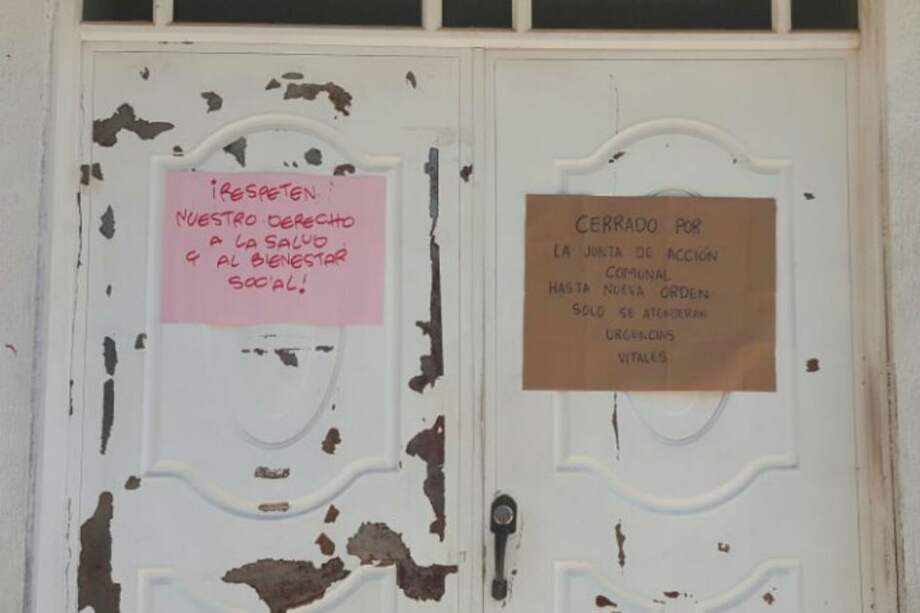 ¡RESPETEN!
NUESTRO DERECHO
A LA SALUD
Y AL BIENESTAR
SOCIAL!
CERRADO POR
LA JUNTA DE ACCIÓN
COMUNAL
HASTA NUEVA ORDEN
SOLO SE ATENDERAN
URGENCIAS
VITALES